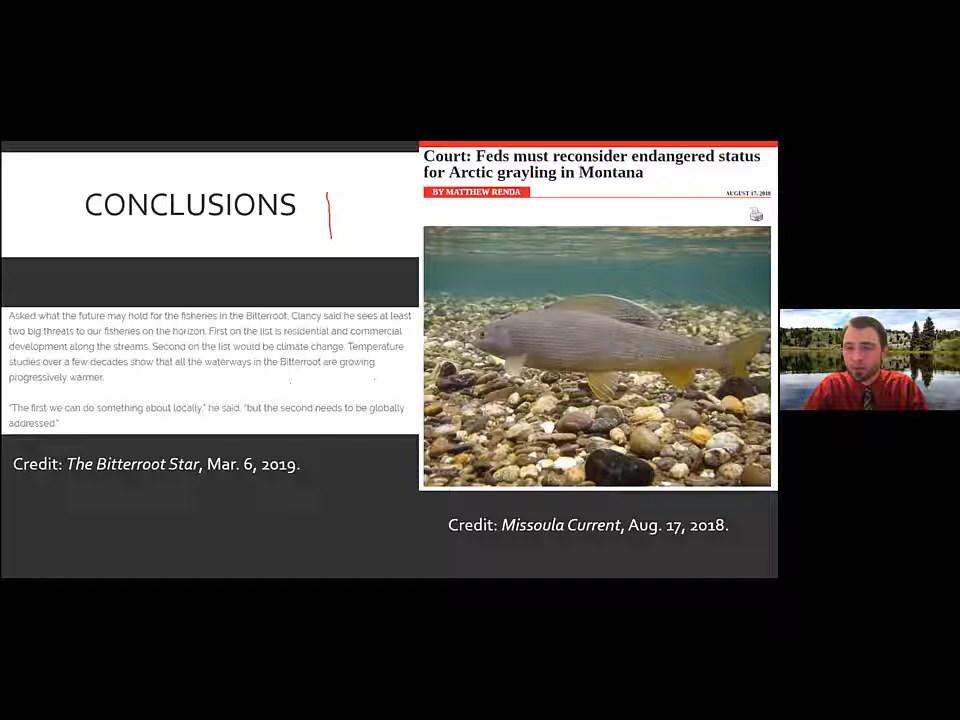 CONCLUSIONS
Asked what the future may hold for the fisheries in the Bitterroot, Clancy said he sees at least
two big threats to our fisheries on the horizon. First on the list is residential and commercial
development along the streams. Second on the list would be climate change. Temperature
studies over a few decades show that all the waterways in the Bitterroot are growing
progressively warmer.
"The first we can do something about locally," he said, "but the second needs to be globally
addressed."
Credit: The Bitterroot Star, Mar. 6, 2019.
Court: Feds must reconsider endangered status
for Arctic grayling in Montana
BY MATTHEW RENDA
AUGUST 17, 2018
Credit: Missoula Current, Aug. 17, 2018.